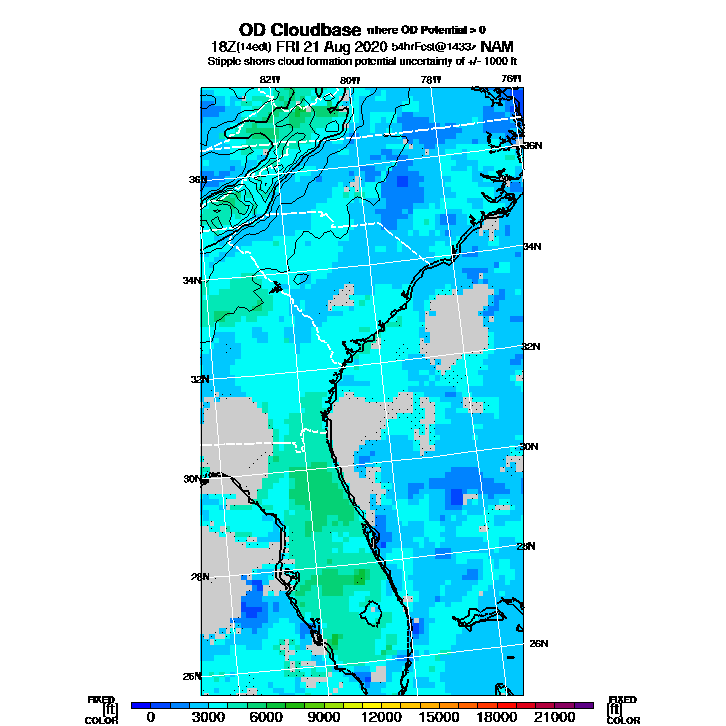 OD Cloudbase where OD Potential > 0
18Z(14edt) FRI 21 Aug 2020 54hrFcst@1433z NAM
Stipple shows cloud formation potential uncertainty of +/- 1000 ft
82W 80W 78W 76W
36N
36N
34N
34N
32N
32N
30N
30N
28N
28N
26N
26N
FIXED FIXED
[ft] [ft]
COLOR COLOR
0 3000 6000 9000 12000 15000 18000 21000